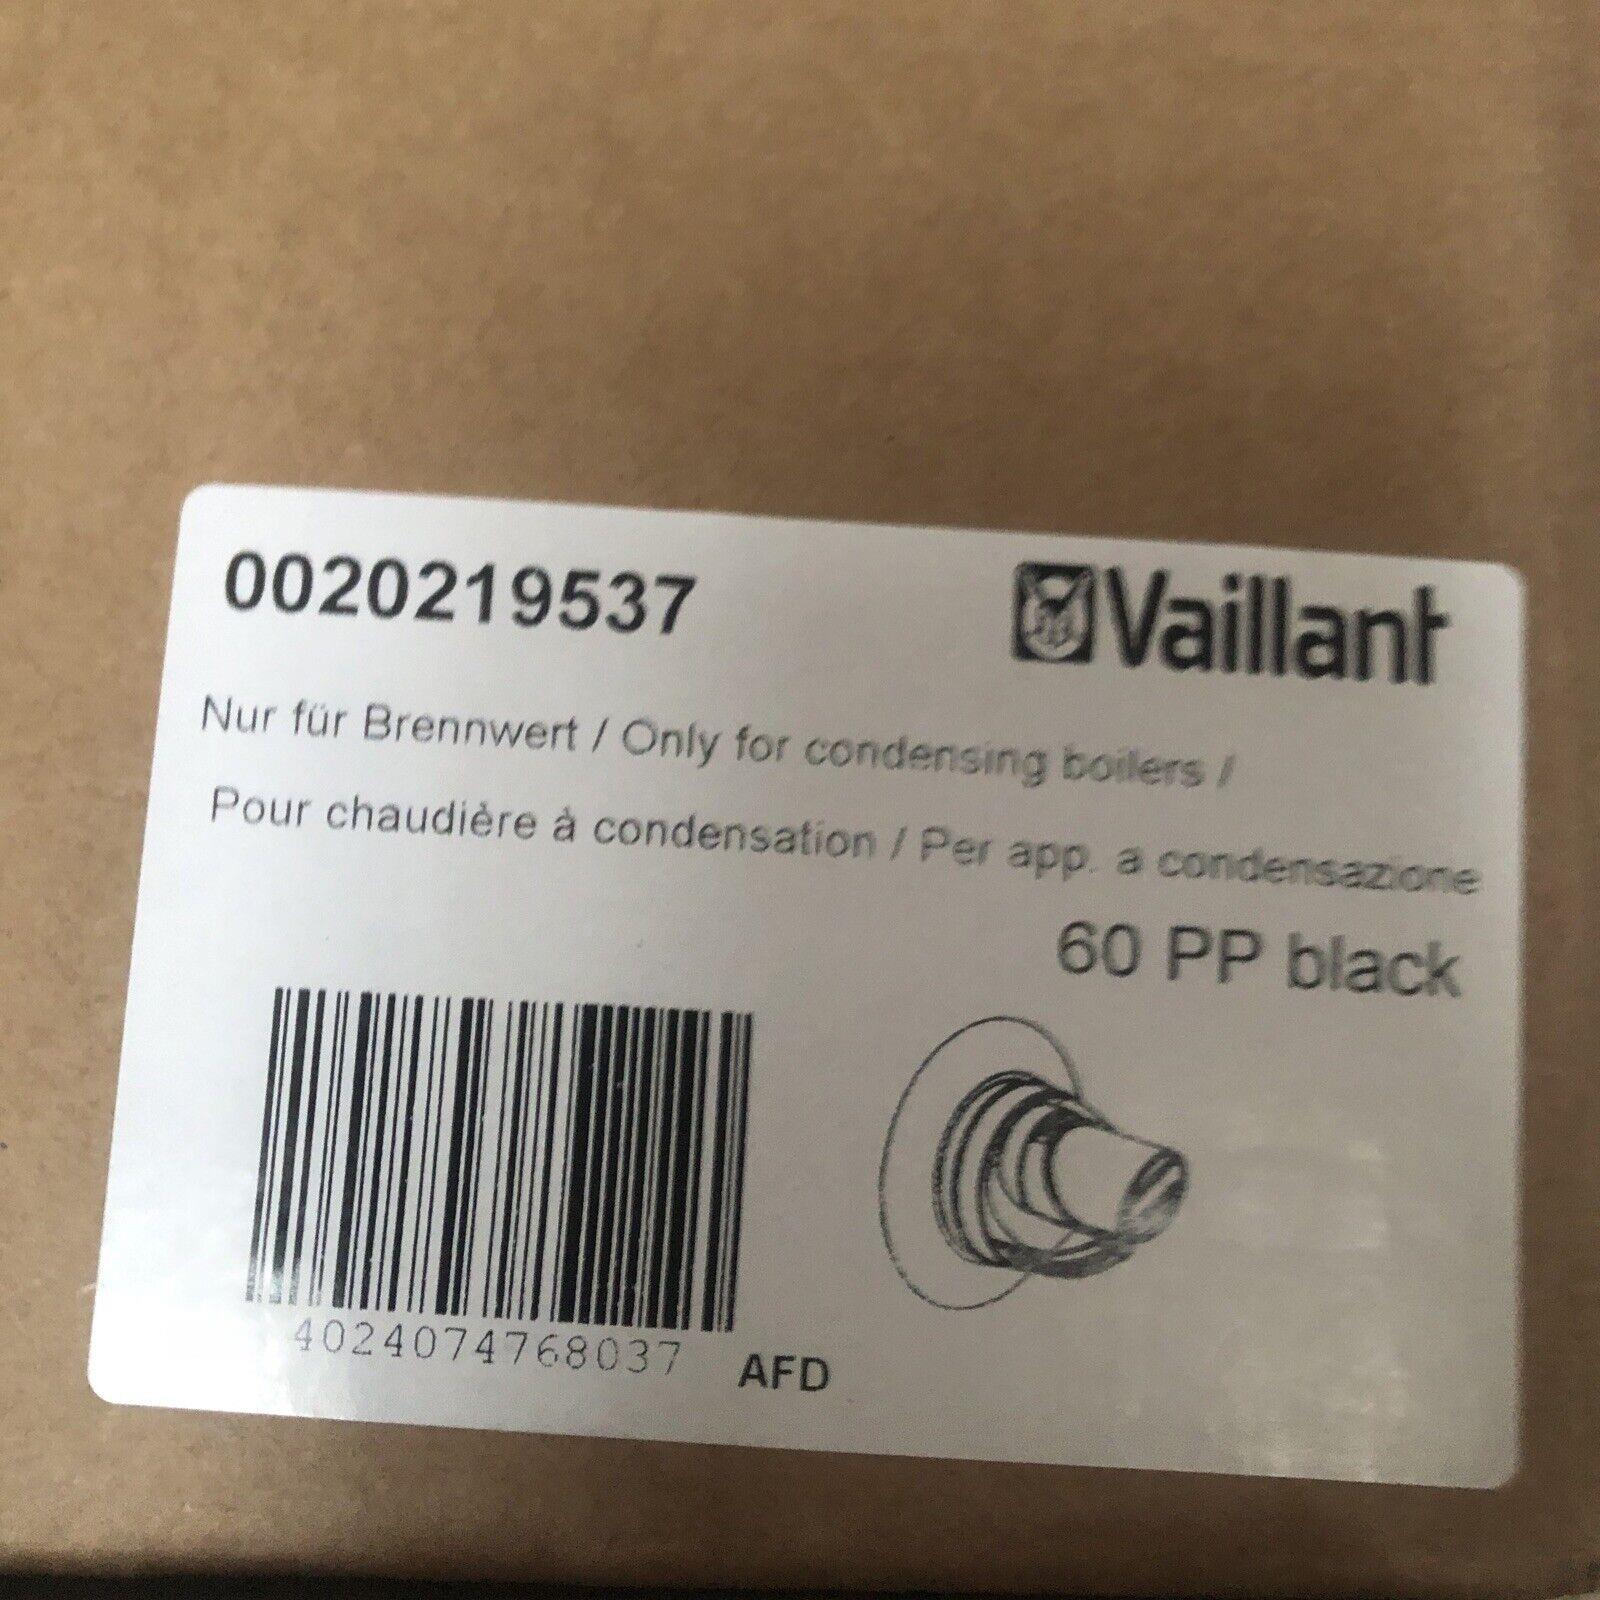 0020219537
Vaillant
Nur für Brennwert / Only for condensing boilers /
Pour chaudière à condensation / Per app. a condensazione
60 PP black
4024074768037
AFD